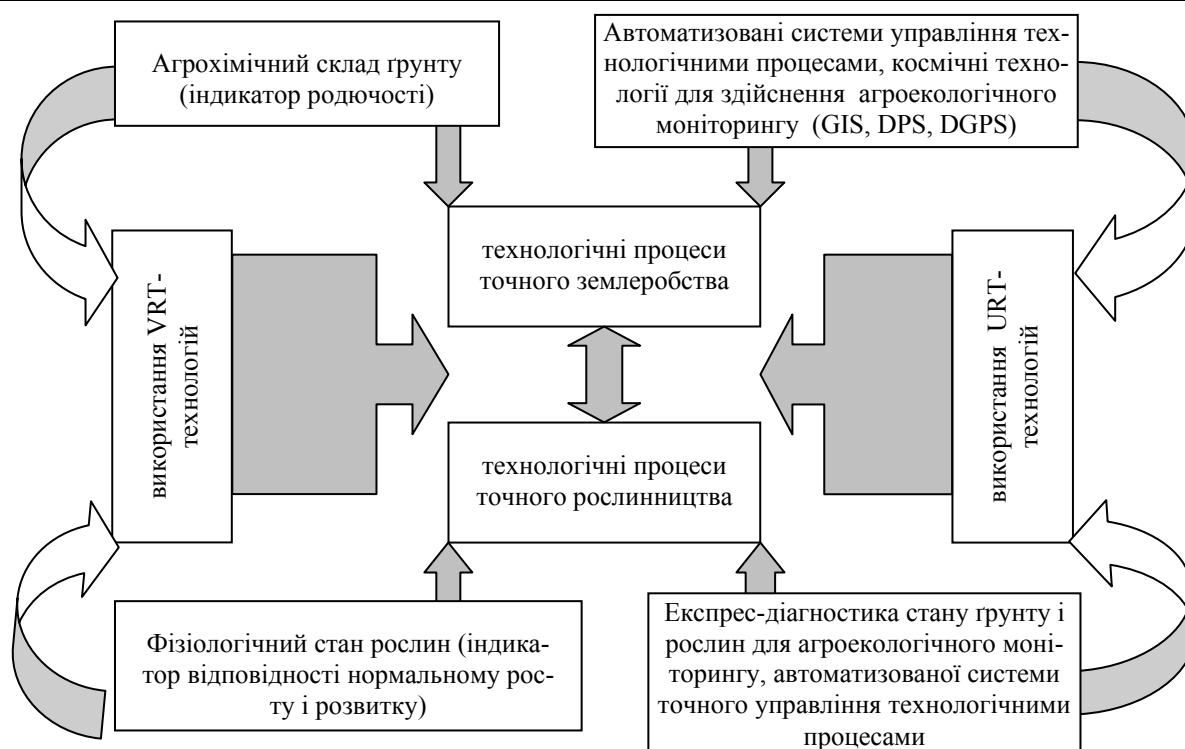 Агрохімічний склад ґрунту
(індикатор родючості)
Автоматизовані системи управління тех-
нологічними процесами, космічні техно-
логії для здійснення агроекологічного
моніторингу (GIS, DPS, DGPS)
технологічні процеси
точного землеробства
використання VRT-
технологій
використання URT-
технологій
технологічні процеси
точного рослинництва
Фізіологічний стан рослин (індика-
тор відповідності нормальному рос-
ту і розвитку)
Експрес-діагностика стану ґрунту і
рослин для агроекологічного моні-
торингу, автоматизованої системи
точного управління технологічними
процесами